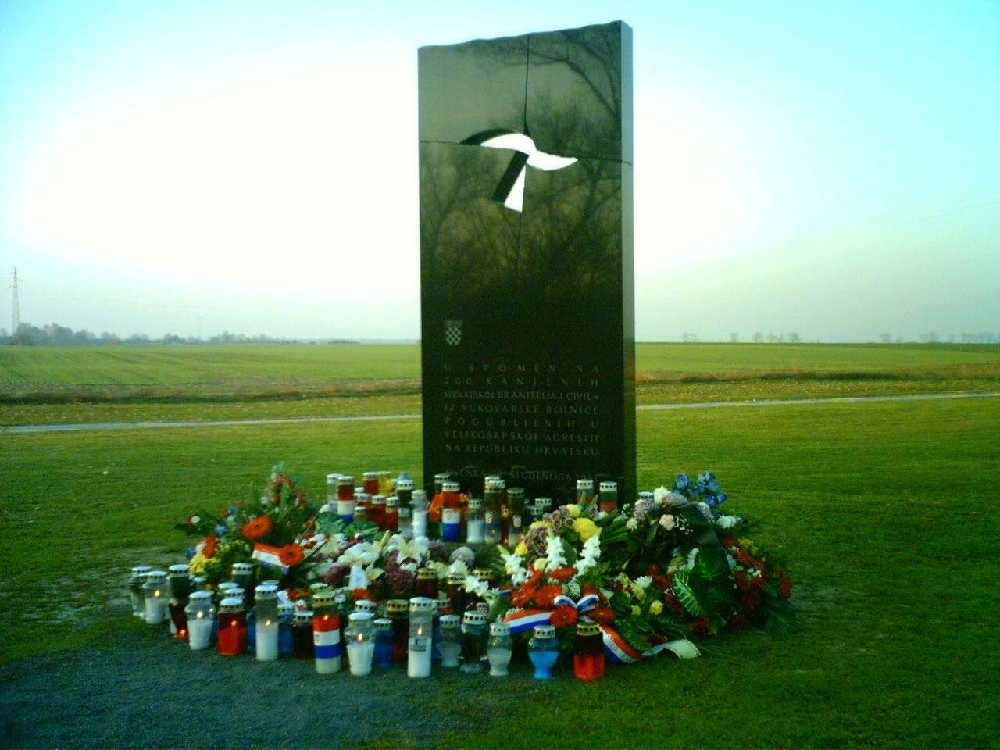 U SPOMEN NA
200 RANJENIH
HRVATSKIH BRANITELJA I CIVILA
IZ VUKOVARSKE BOLNICE
POGUBLJENIH U
VELIKOSRPSKOJ AGRESIJI
NA REPUBLIKU HRVATSKU
STUDENOGA